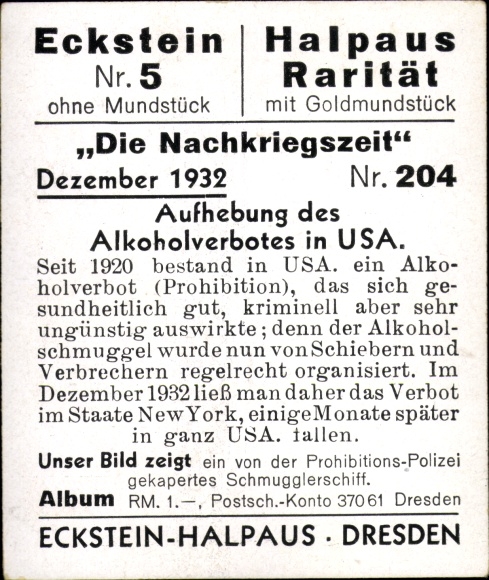 Eckstein Halpaus
Nr. 5 Rarität
ohne Mundstück mit Goldmundstück
„Die Nachkriegszeit“
Dezember 1932 Nr. 204
Aufhebung des
Alkoholverbotes in USA.
Seit 1920 bestand in USA. ein Alko-
holverbot (Prohibition), das sich ge-
sundheitlich gut, kriminell aber sehr
ungünstig auswirkte; denn der Alkohol-
schmuggel wurde nun von Schiebern und
Verbrechern regelrecht organisiert. Im
Dezember 1932 ließ man daher das Verbot
im Staate New York, einige Monate später
in ganz USA. fallen.
Unser Bild zeigt ein von der Prohibitions-Polizei
gekapertes Schmugglerschiff.
Album RM. 1.–, Postsch.-Konto 37061 Dresden
ECKSTEIN-HALPAUS · DRESDEN